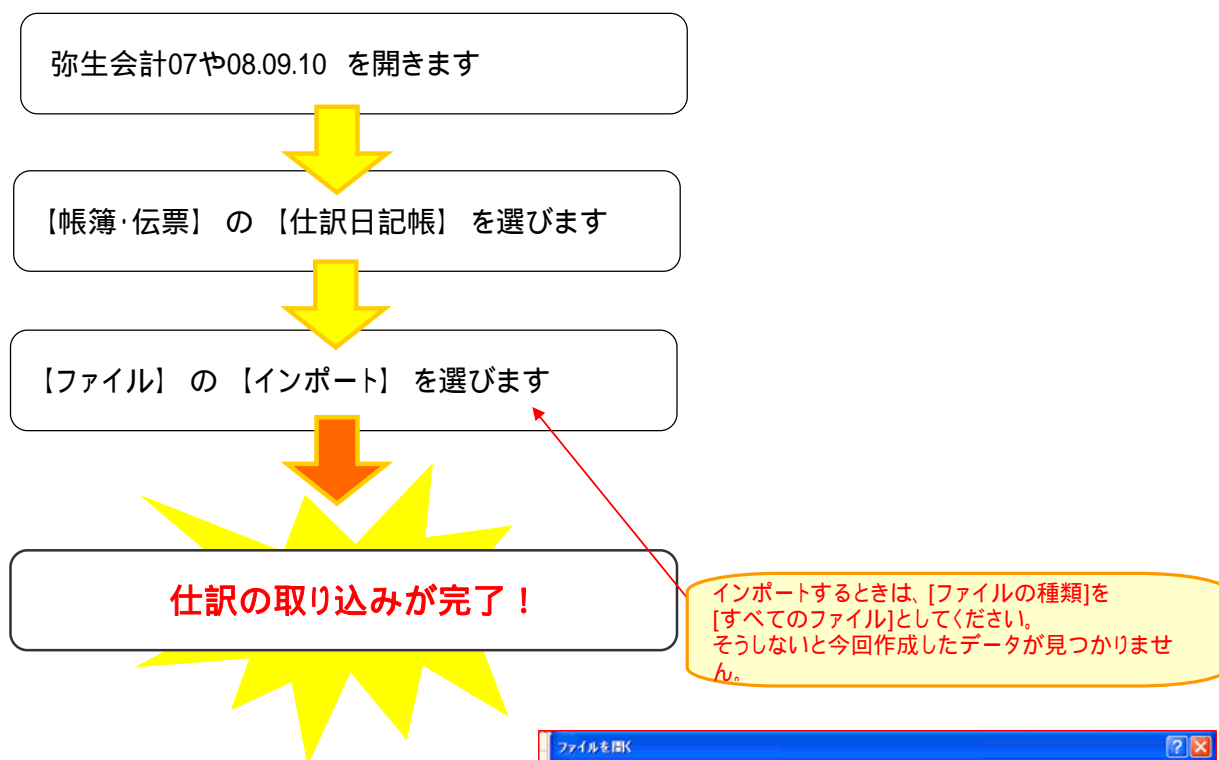 弥生会計07や08.09.10 を開きます
【帳簿・伝票】 の 【仕訳日記帳】 を選びます
【ファイル】 の 【インポート】 を選びます
仕訳の取り込みが完了！
インポートするときは、[ファイルの種類]を
[すべてのファイル]としてください。
そうしないと今回作成したデータが見つかりませ
ん。
ファイルを開く